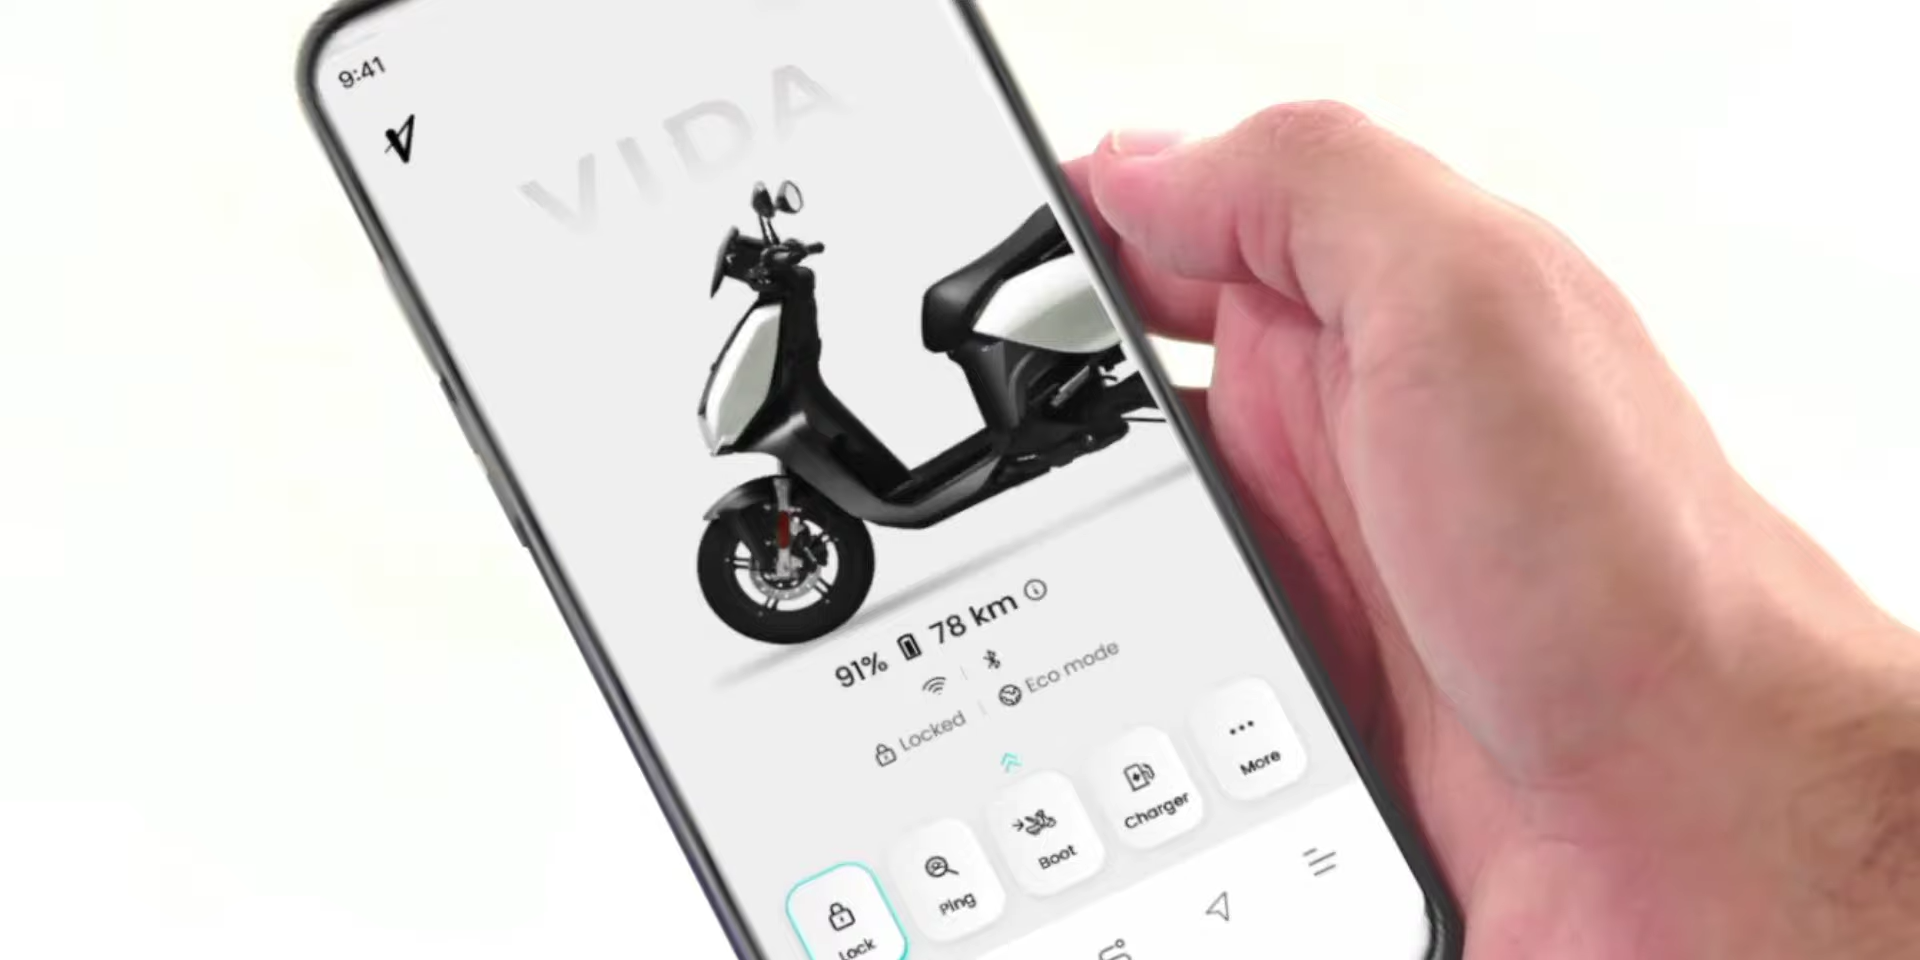 9:41
VIDA
91% 78 km
Locked Eco mode
Lock Ping Boot Charger More